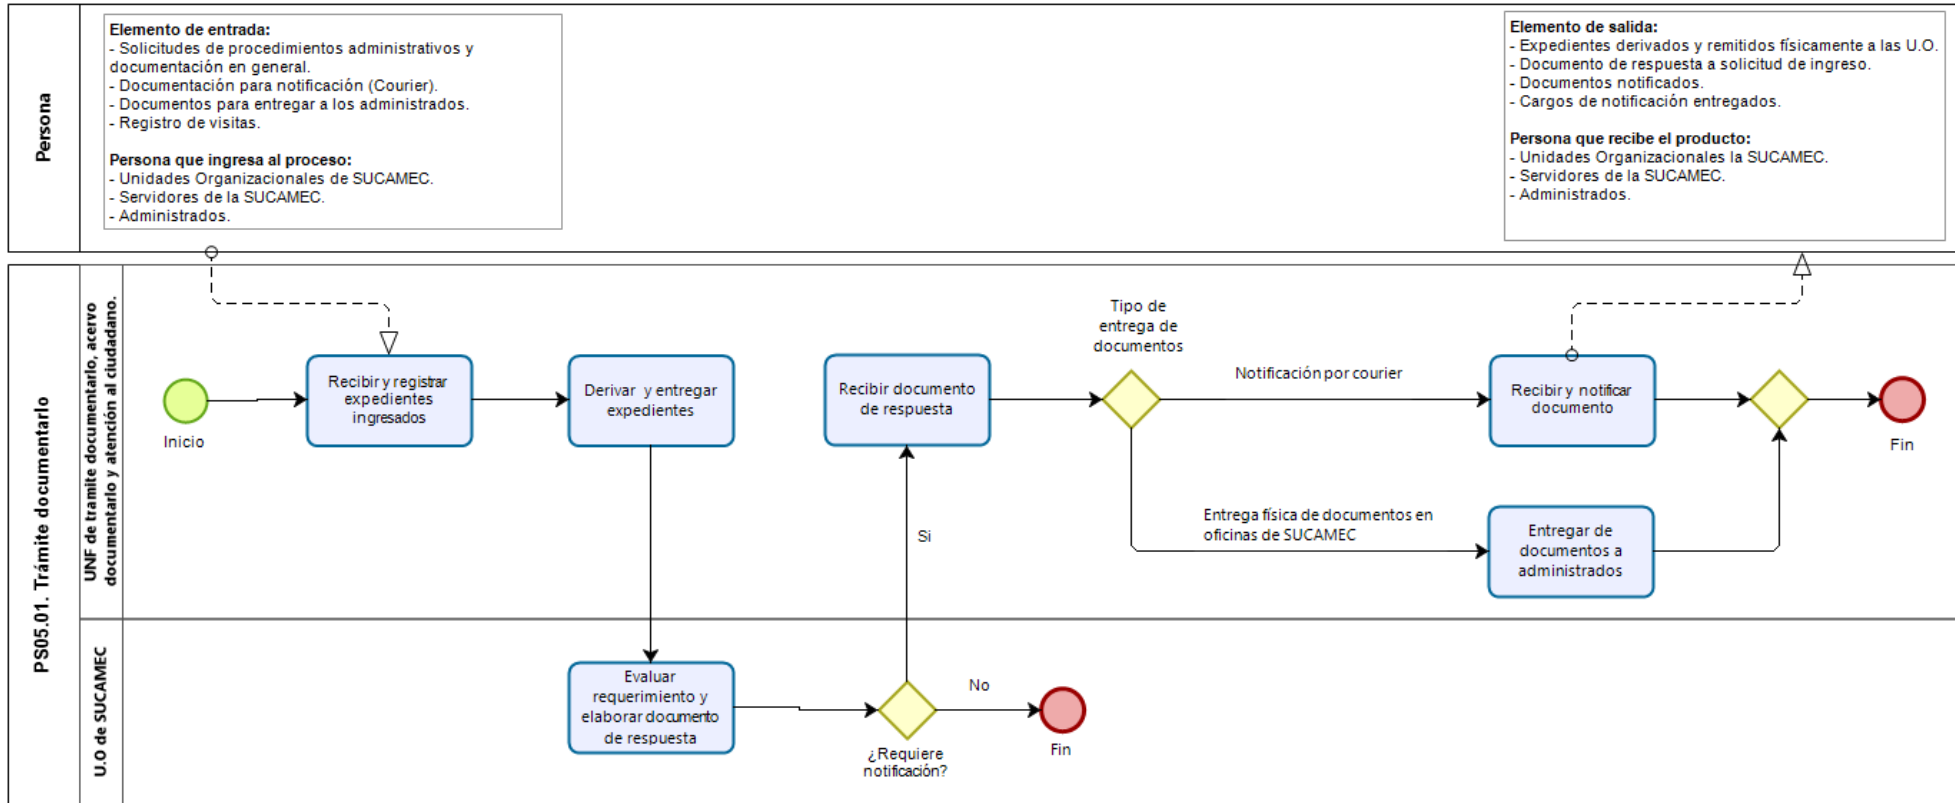 Persona
Elemento de entrada:
- Solicitudes de procedimientos administrativos y
documentación en general.
- Documentación para notificación (Courier).
- Documentos para entregar a los administrados.
- Registro de visitas.
Persona que ingresa al proceso:
- Unidades Organizacionales de SUCAMEC.
- Servidores de la SUCAMEC.
- Administrados.
Elemento de salida:
- Expedientes derivados y remitidos físicamente a las U.O.
- Documento de respuesta a solicitud de ingreso.
- Documentos notificados.
- Cargos de notificación entregados.
Persona que recibe el producto:
- Unidades Organizacionales la SUCAMEC.
- Servidores de la SUCAMEC.
- Administrados.
PS05.01. Trámite documentarlo
UNF de tramite documentarlo, acervo
documentarlo y atención al ciudadano.
Inicio
Recibir y registrar
expedientes
ingresados
Derivar y entregar
expedientes
Recibir documento
de respuesta
Tipo de
entrega de
documentos
Notificación por courier
Recibir y notificar
documento
Fin
Entrega física de documentos en
oficinas de SUCAMEC
Entregar de
documentos a
administrados
Si
U.O de SUCAMEC
Evaluar
requerimiento y
elaborar documento
de respuesta
¿Requiere
notificación?
No
Fin